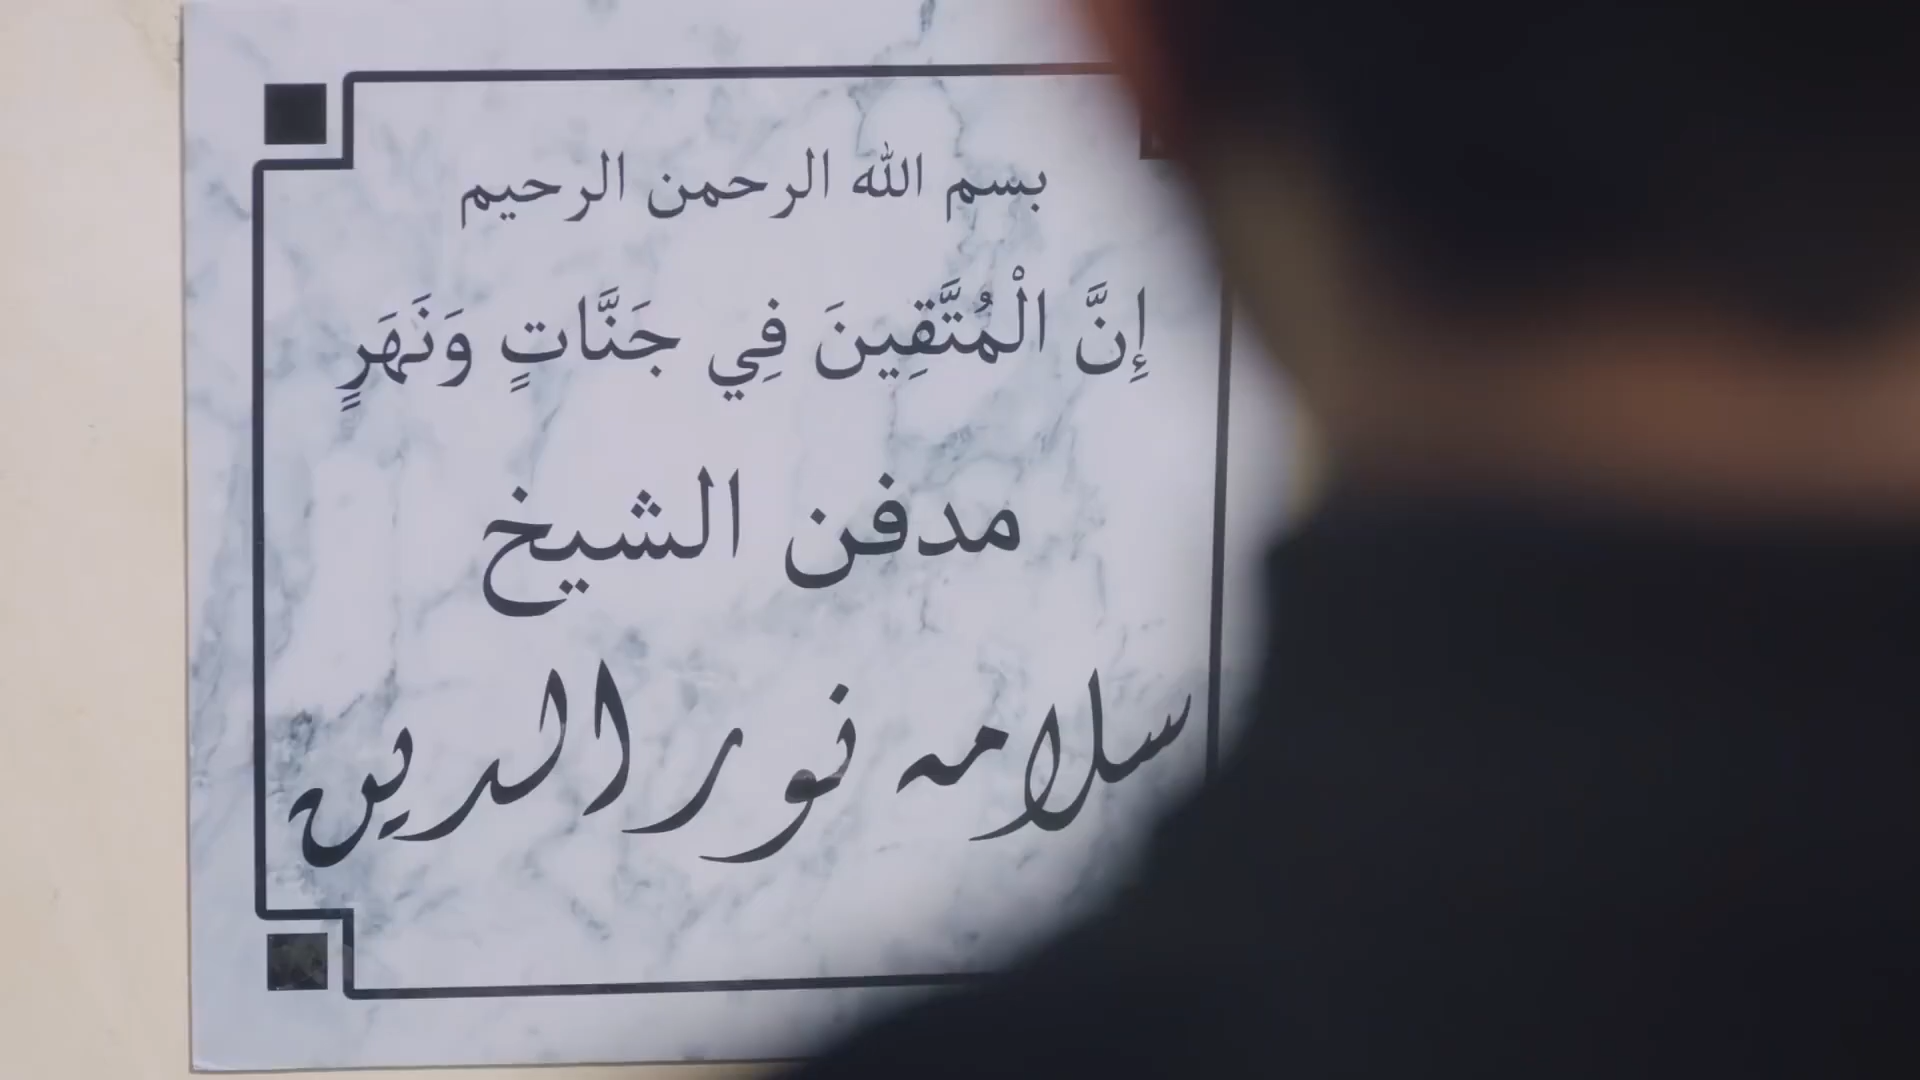 بسم الله الرحمن الرحيم
إِنَّ الْمُتَّقِينَ فِي جَنَّاتٍ وَنَهَرٍ
مدفن الشيخ
سلامه نور الدين